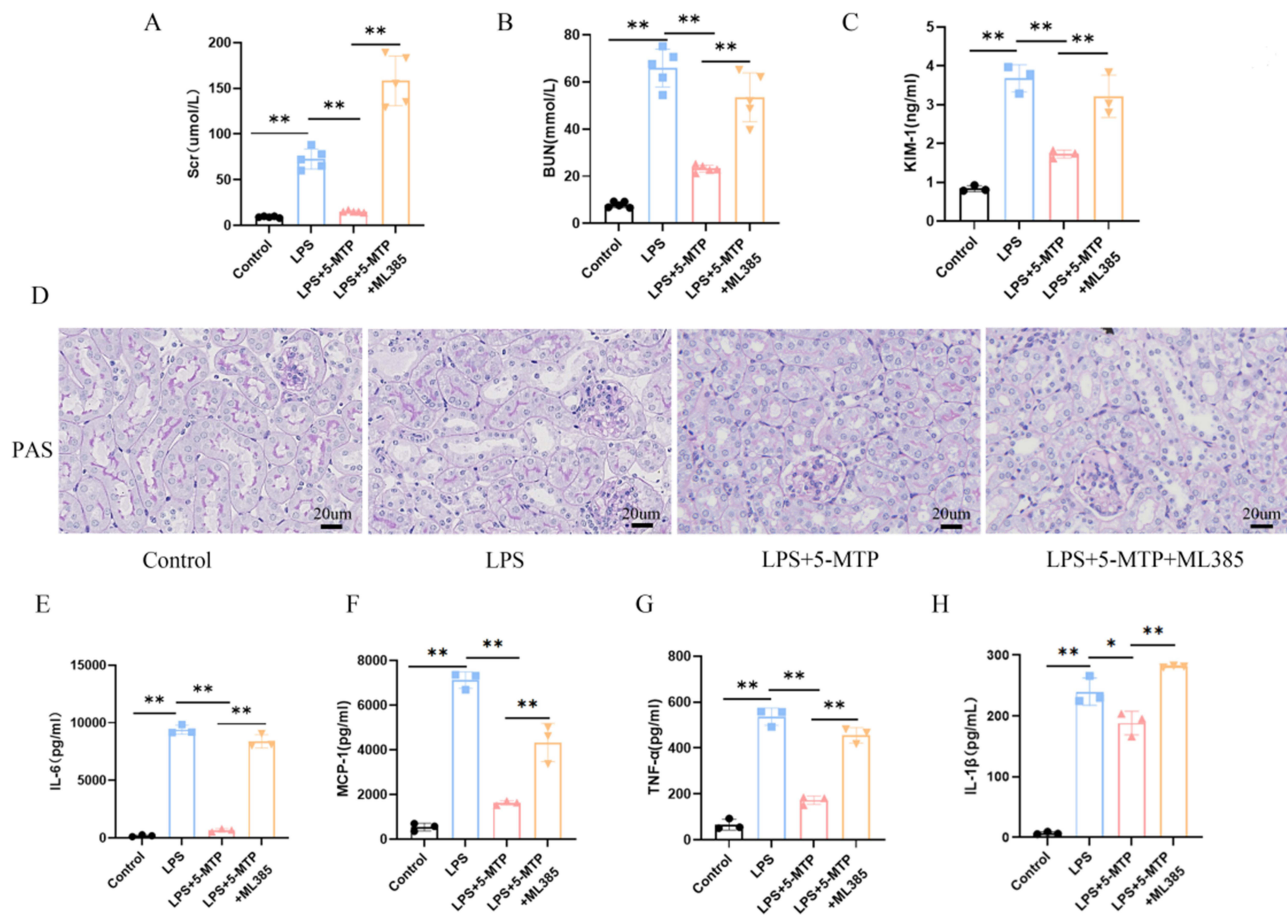 A
Scr(umol/L)
200
150
100
50
0
**
**
**
Control
LPS
LPS+5-MTP
LPS+5-MTP
+ML385
B
BUN(mmol/L)
80
60
40
20
0
**
**
**
Control
LPS
LPS+5-MTP
LPS+5-MTP
+ML385
C
KIM-1(ng/ml)
5
4
3
2
1
0
**
**
**
Control
LPS
LPS+5-MTP
LPS+5-MTP
+ML385
D
PAS
20um
20um
20um
20um
Control
LPS
LPS+5-MTP
LPS+5-MTP+ML385
E
IL-6(pg/ml)
15000
10000
5000
0
**
**
**
Control
LPS
LPS+5-MTP
LPS+5-MTP
+ML385
F
MCP-1(pg/ml)
8000
6000
4000
2000
0
**
**
**
Control
LPS
LPS+5-MTP
LPS+5-MTP
+ML385
G
TNF-α(pg/ml)
800
600
400
200
0
**
**
**
Control
LPS
LPS+5-MTP
LPS+5-MTP
+ML385
H
IL-1β(pg/mL)
300
200
100
0
**
*
**
Control
LPS
LPS+5-MTP
LPS+5-MTP
+ML385